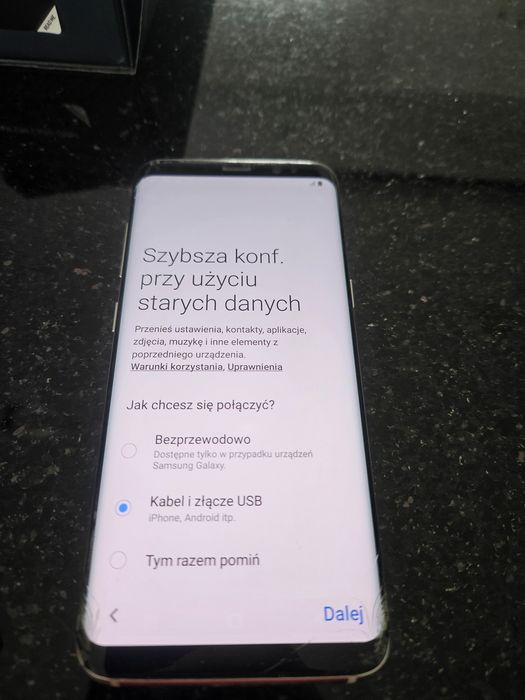 READ ME
Szybsza konf.
przy użyciu
starych danych
Przenieś ustawienia, kontakty, aplikacje,
zdjęcia, muzykę i inne elementy z
poprzedniego urządzenia.
Warunki korzystania, Uprawnienia
Jak chcesz się połączyć?
Bezprzewodowo
Dostępne tylko w przypadku urządzeń
Samsung Galaxy.
Kabel i złącze USB
iPhone, Android itp.
Tym razem pomiń
Dalej